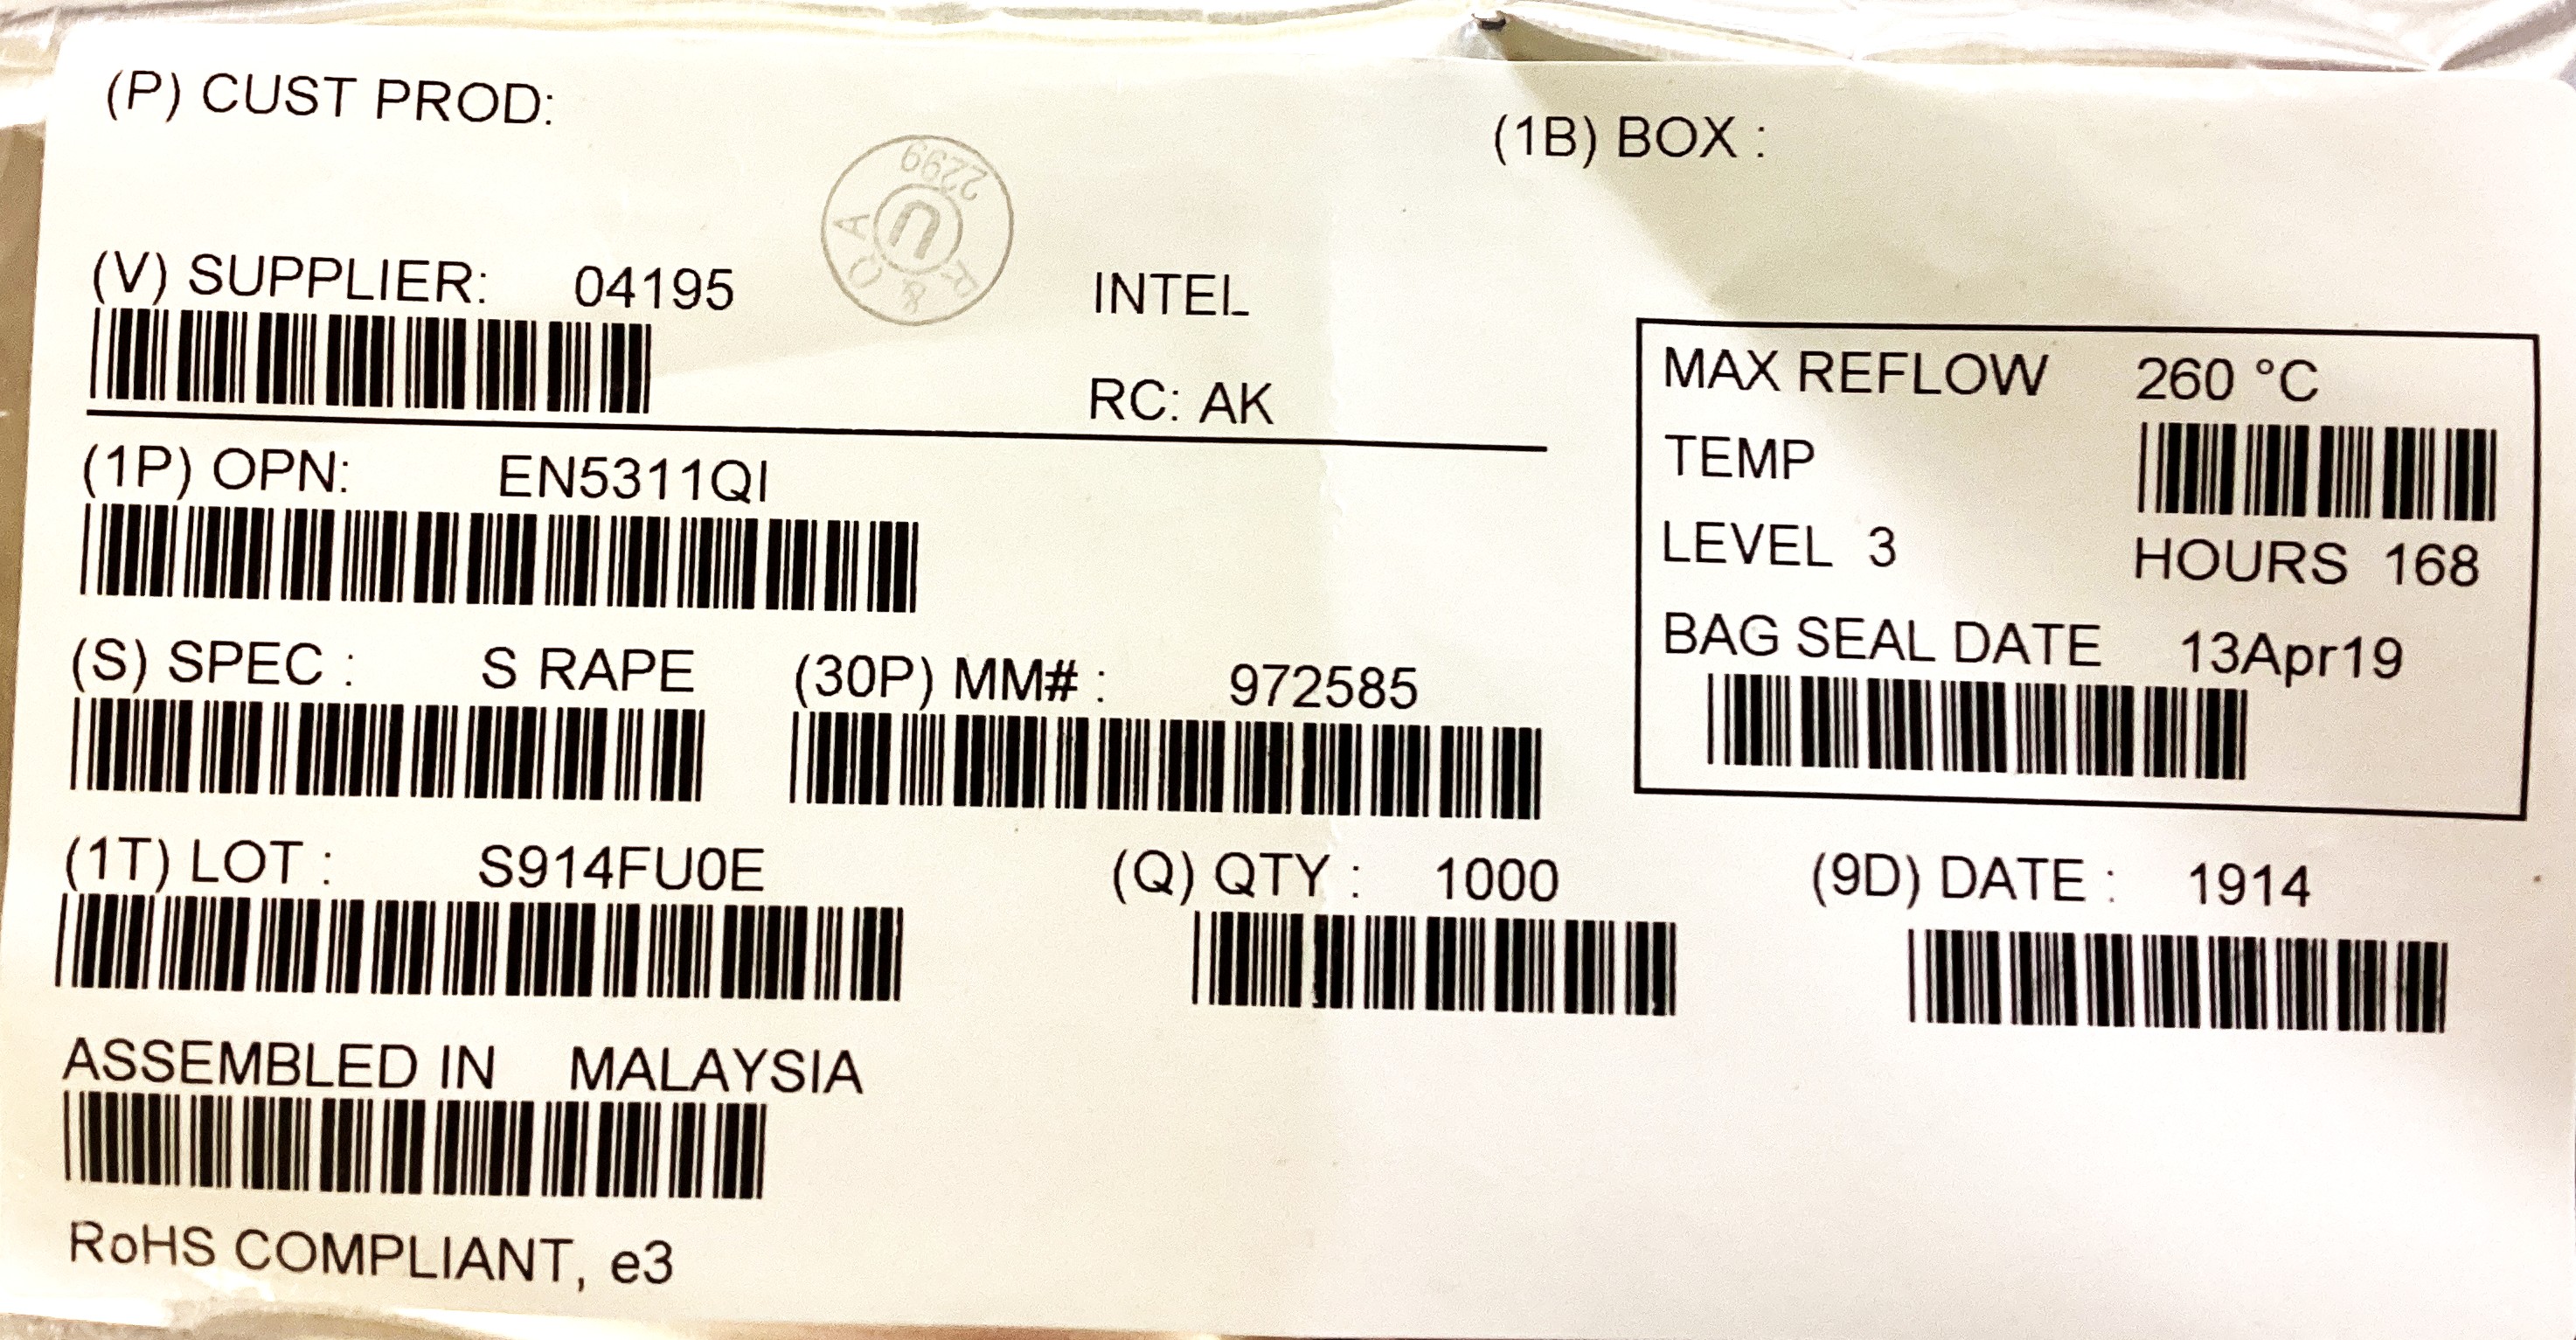 (P) CUST PROD:
(1B) BOX :
2299
U
R & Q A
(V) SUPPLIER: 04195
INTEL
RC: AK
MAX REFLOW 260 °C
TEMP
LEVEL 3 HOURS 168
BAG SEAL DATE 13Apr19
(1P) OPN: EN5311QI
(S) SPEC : S RAPE (30P) MM# : 972585
(1T) LOT : S914FU0E (Q) QTY : 1000 (9D) DATE : 1914
ASSEMBLED IN MALAYSIA
RoHS COMPLIANT, e3